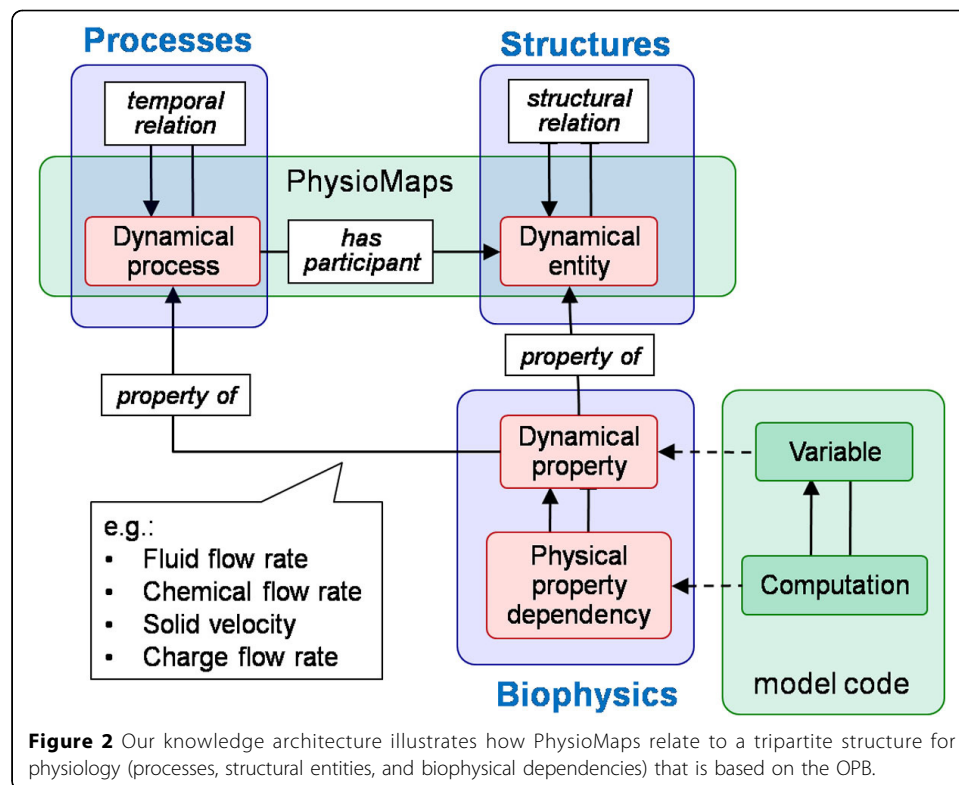 Processes
Structures
temporal
relation
structural
relation
PhysioMaps
Dynamical
process
has
participant
Dynamical
entity
property of
property of
Dynamical
property
Variable
Physical
property
dependency
Computation
e.g.:
▪ Fluid flow rate
▪ Chemical flow rate
▪ Solid velocity
▪ Charge flow rate
Biophysics
model code
Figure 2 Our knowledge architecture illustrates how PhysioMaps relate to a tripartite structure for
physiology (processes, structural entities, and biophysical dependencies) that is based on the OPB.